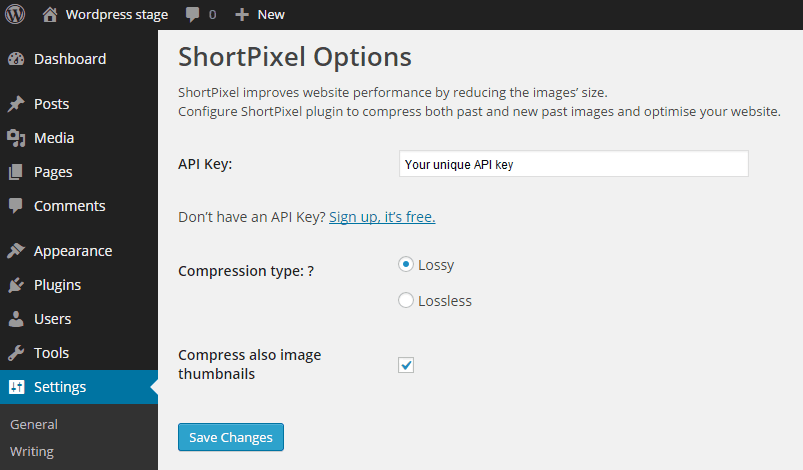 Wordpress stage 0 New
Dashboard
Posts
Media
Pages
Comments
Appearance
Plugins
Users
Tools
Settings
General
Writing
ShortPixel Options
ShortPixel improves website performance by reducing the images’ size.
Configure ShortPixel plugin to compress both past and new past images and optimise your website.
API Key: Your unique API key
Don’t have an API Key? Sign up, it’s free.
Compression type: ? Lossy
Lossless
Compress also image
thumbnails
Save Changes